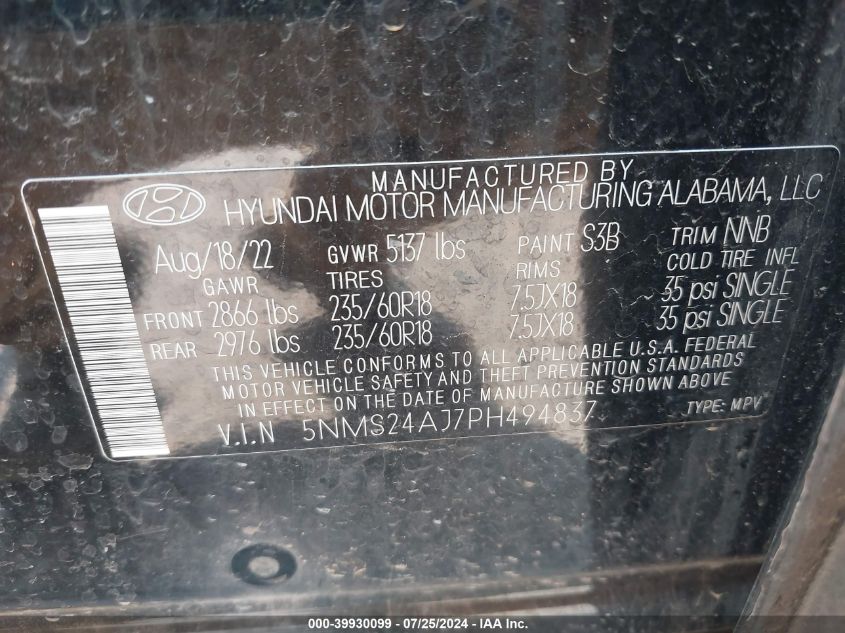 MANUFACTURED BY
HYUNDAI MOTOR MANUFACTURING ALABAMA, LLC
Aug/18/22 GVWR 5137 lbs PAINT S3B TRIM NNB
GAWR TIRES RIMS COLD TIRE INFL
FRONT 2866 lbs 235/60R18 7.5JX18 35 psi SINGLE
REAR 2976 lbs 235/60R18 7.5JX18 35 psi SINGLE
THIS VEHICLE CONFORMS TO ALL APPLICABLE U.S.A. FEDERAL
MOTOR VEHICLE SAFETY AND THEFT PREVENTION STANDARDS
IN EFFECT ON THE DATE OF MANUFACTURE SHOWN ABOVE
V.I.N 5NMS24AJ7PH494837 TYPE: MPV
000-39930099 - 07/25/2024 - IAA Inc.